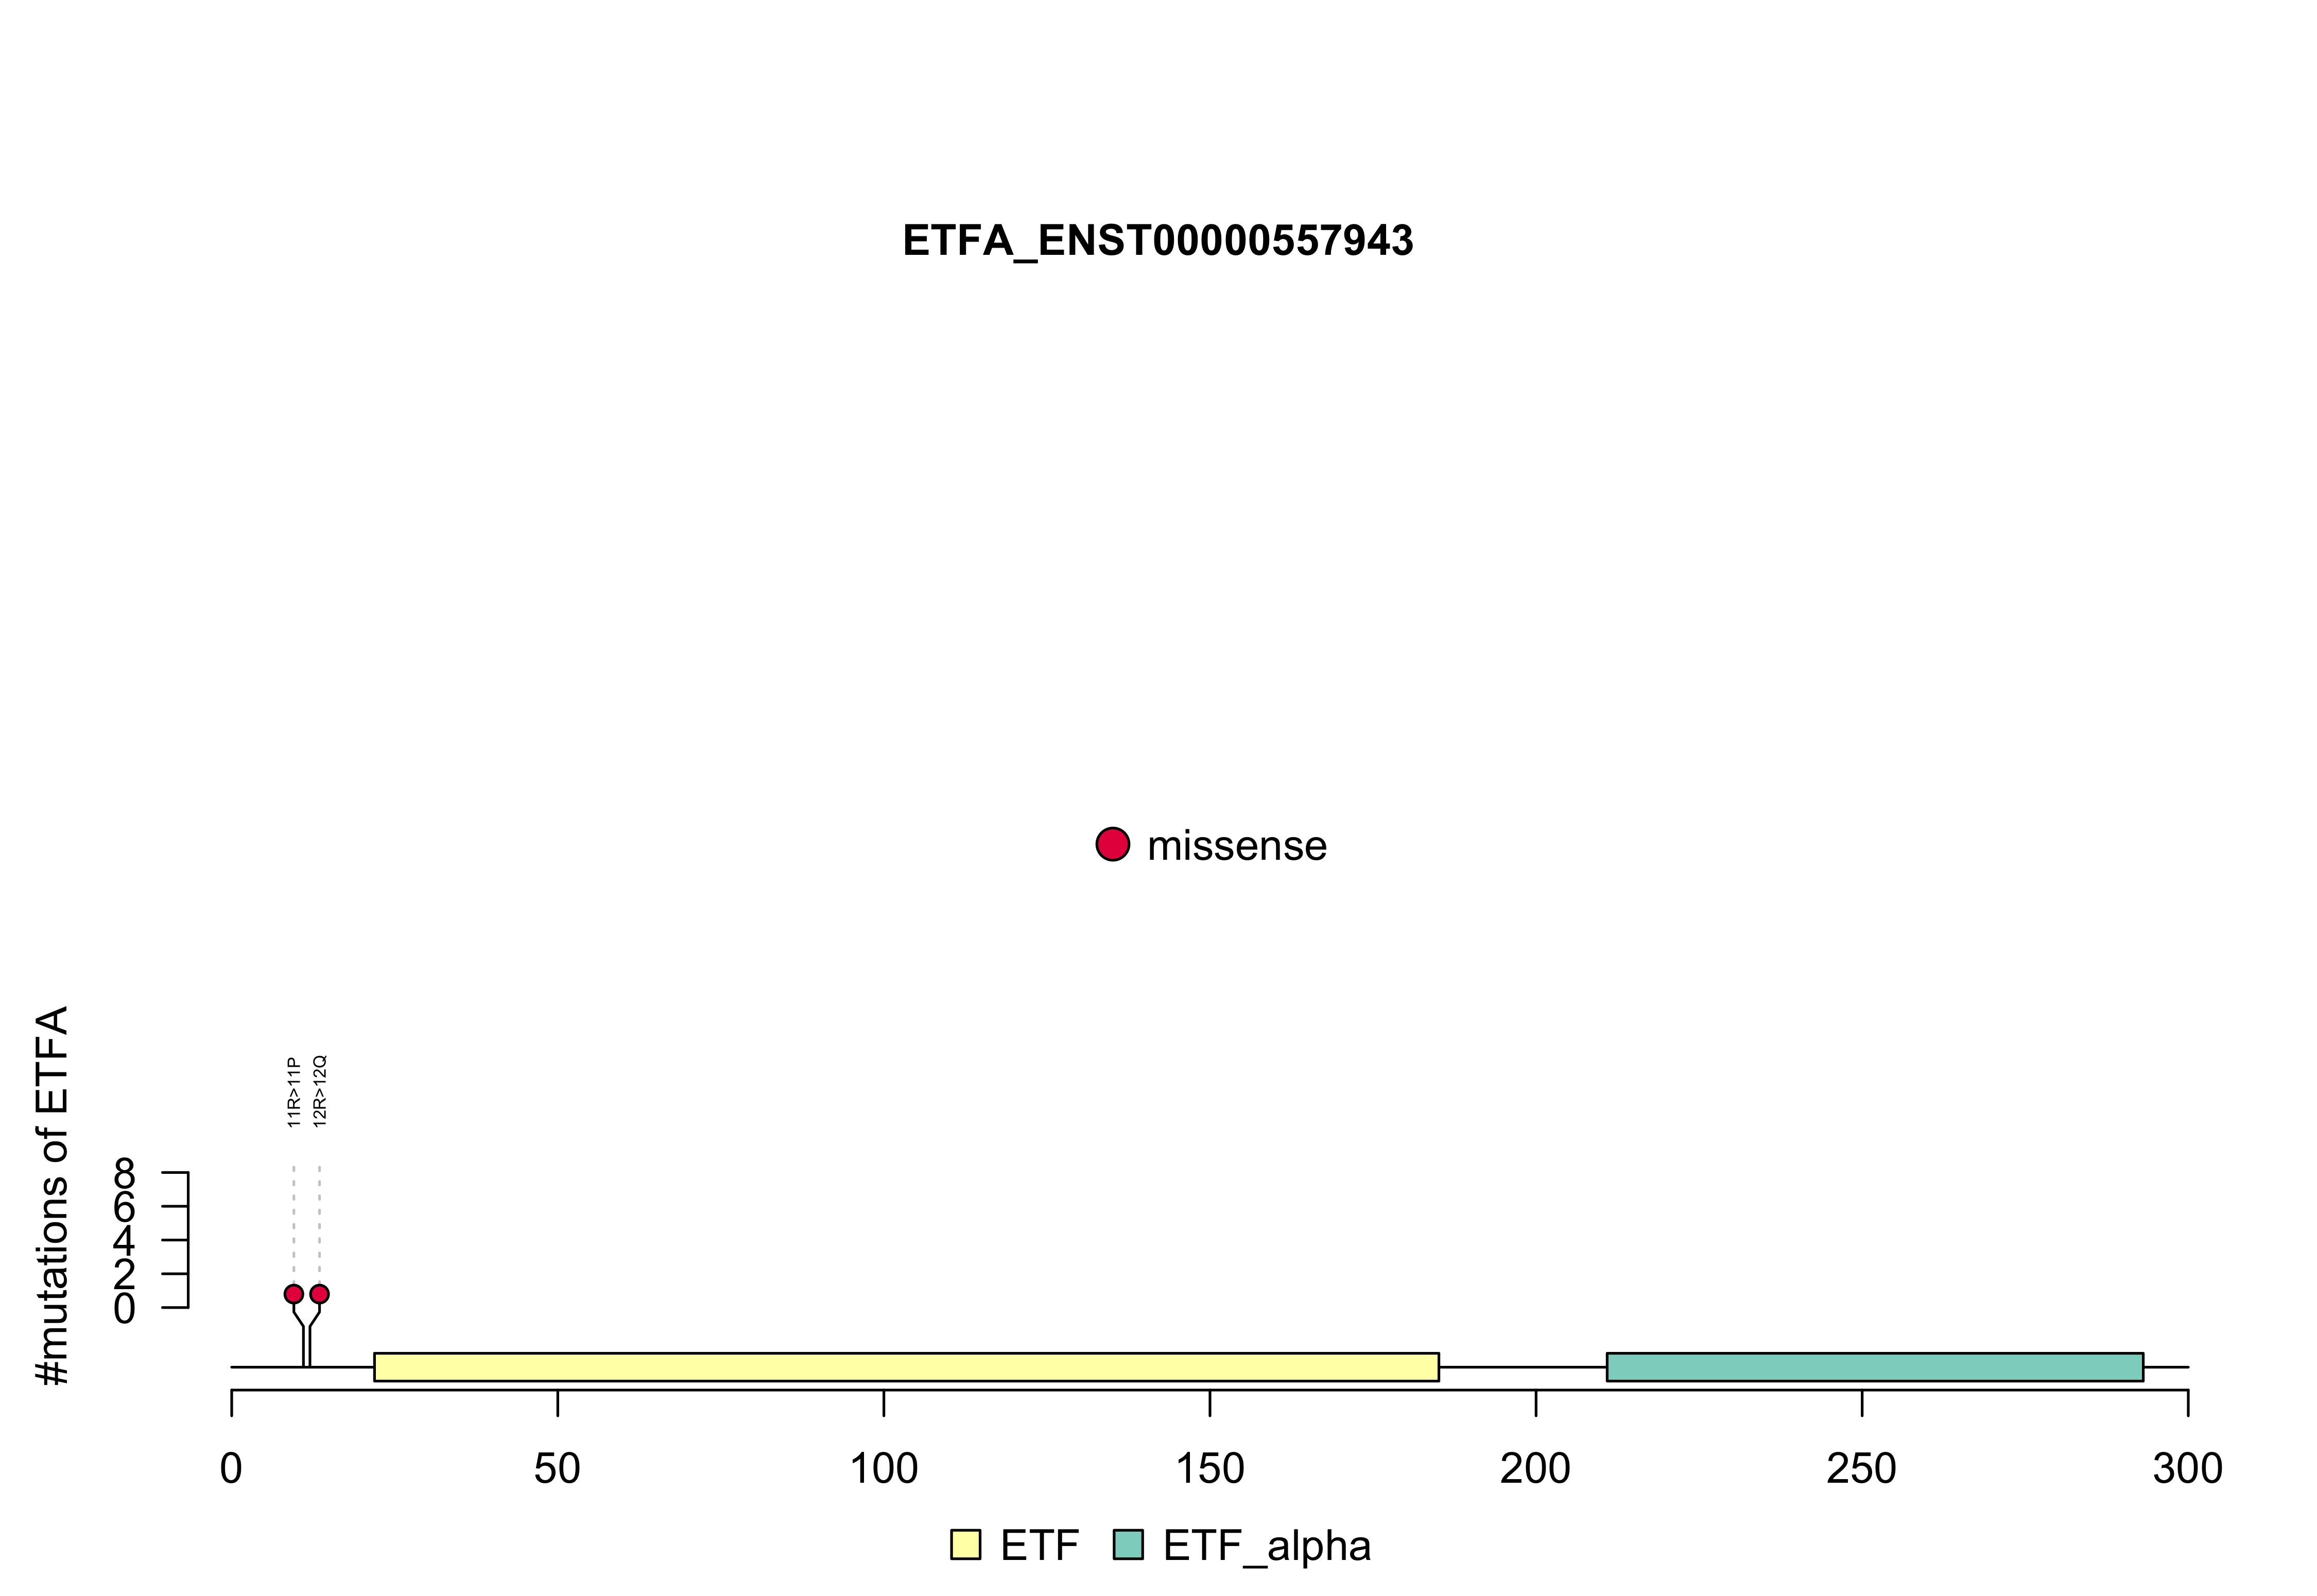 ETFA_ENST00000557943
missense
#mutations of ETFA
11R>11P
12R>12Q
8
6
4
2
0
0 50 100 150 200 250 300
ETF ETF_alpha